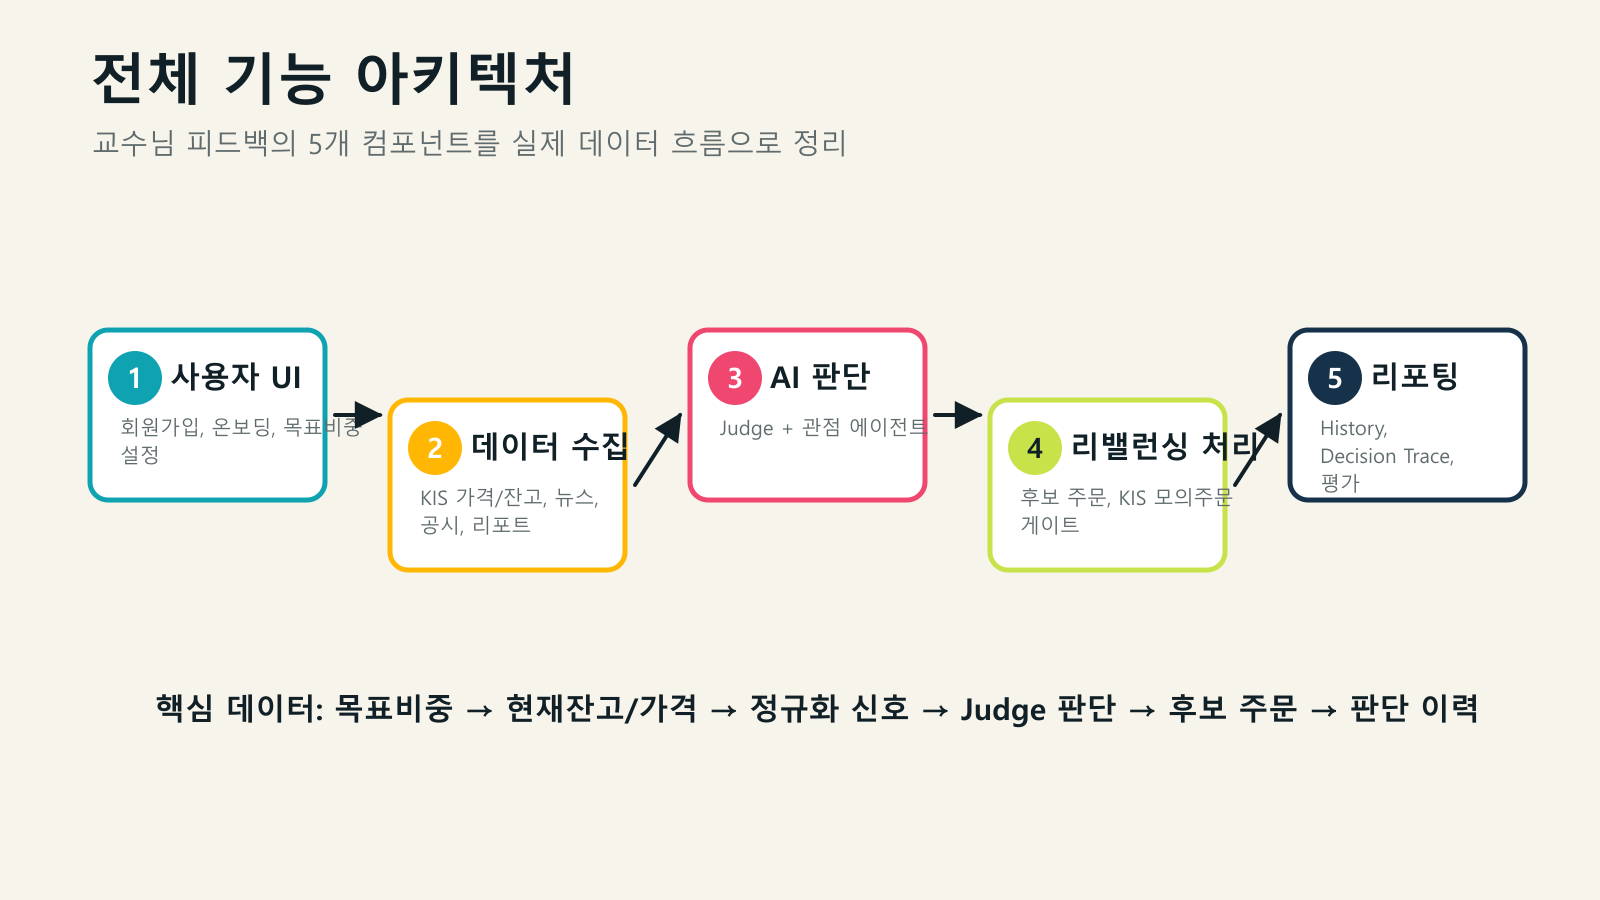 전체 기능 아키텍처
교수님 피드백의 5개 컴포넌트를 실제 데이터 흐름으로 정리
1 사용자 UI
회원가입, 온보딩, 목표비중
설정
2 데이터 수집
KIS 가격/잔고, 뉴스,
공시, 리포트
3 AI 판단
Judge + 관점 에이전트
4 리밸런싱 처리
후보 주문, KIS 모의주문
게이트
5 리포팅
History,
Decision Trace,
평가
핵심 데이터: 목표비중 → 현재잔고/가격 → 정규화 신호 → Judge 판단 → 후보 주문 → 판단 이력